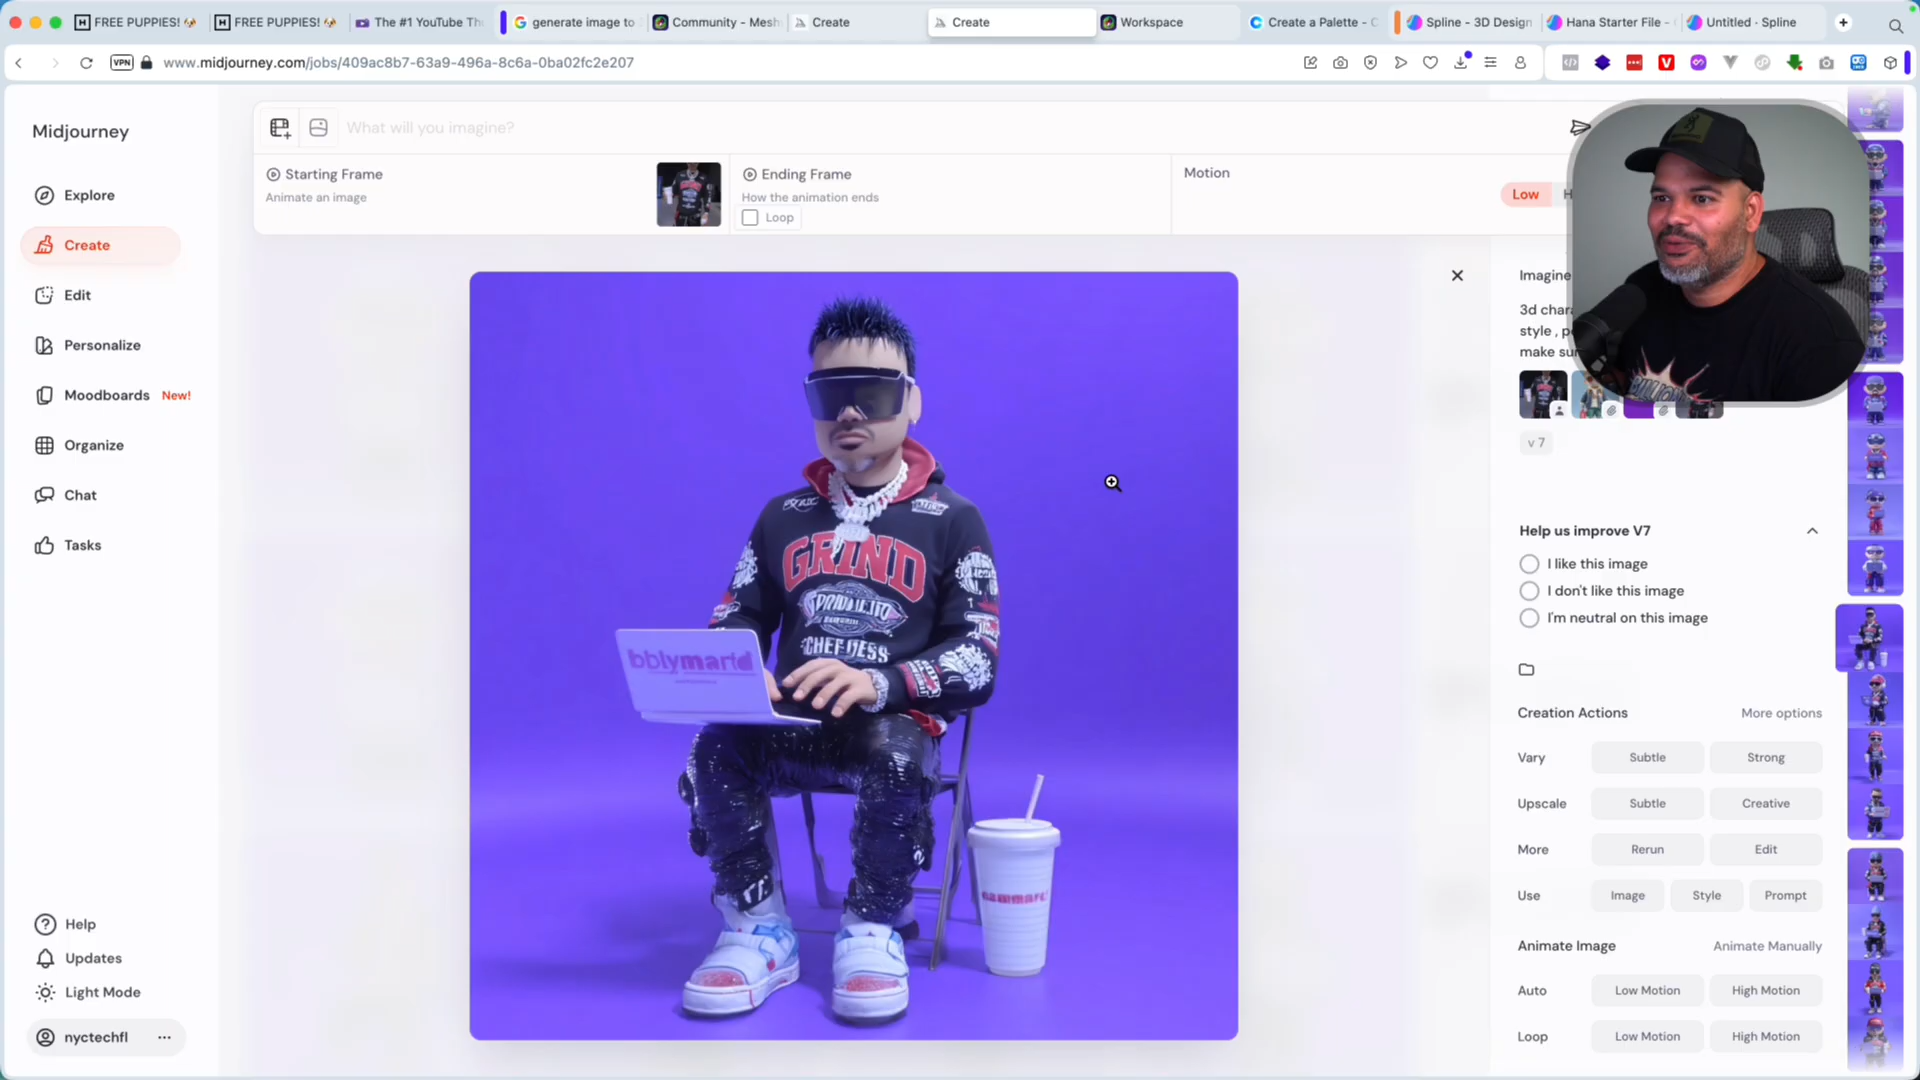 FREE PUPPIES!
FREE PUPPIES!
The #1 YouTube Th
generate image to
Community - Mesh
Create
Create
Workspace
Create a Palette - C
Spline - 3D Design
Hana Starter File -
Untitled · Spline
VPN
www.midjourney.com/jobs/409ac8b7-63a9-496a-8c6a-0ba02fc2e207
Midjourney
Explore
Create
Edit
Personalize
Moodboards New!
Organize
Chat
Tasks
Help
Updates
Light Mode
nyctechfl
What will you imagine?
Starting Frame
Animate an image
Ending Frame
How the animation ends
Loop
Motion
Low H
GRIND
bblymartd
Imagine
3d chara
style , po
make sur
v 7
Help us improve V7
I like this image
I don't like this image
I'm neutral on this image
Creation Actions More options
Vary Subtle Strong
Upscale Subtle Creative
More Rerun Edit
Use Image Style Prompt
Animate Image Animate Manually
Auto Low Motion High Motion
Loop Low Motion High Motion